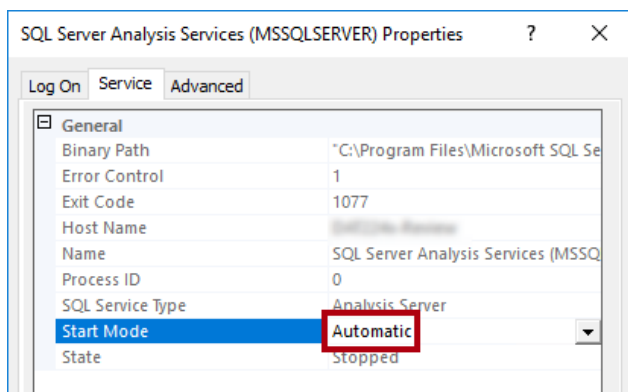 SQL Server Analysis Services (MSSQLSERVER) Properties ? ×
Log On Service Advanced
General
Binary Path "C:\Program Files\Microsoft SQL Se
Error Control 1
Exit Code 1077
Host Name
Name SQL Server Analysis Services (MSSQ
Process ID 0
SQL Service Type Analysis Server
Start Mode Automatic
State Stopped